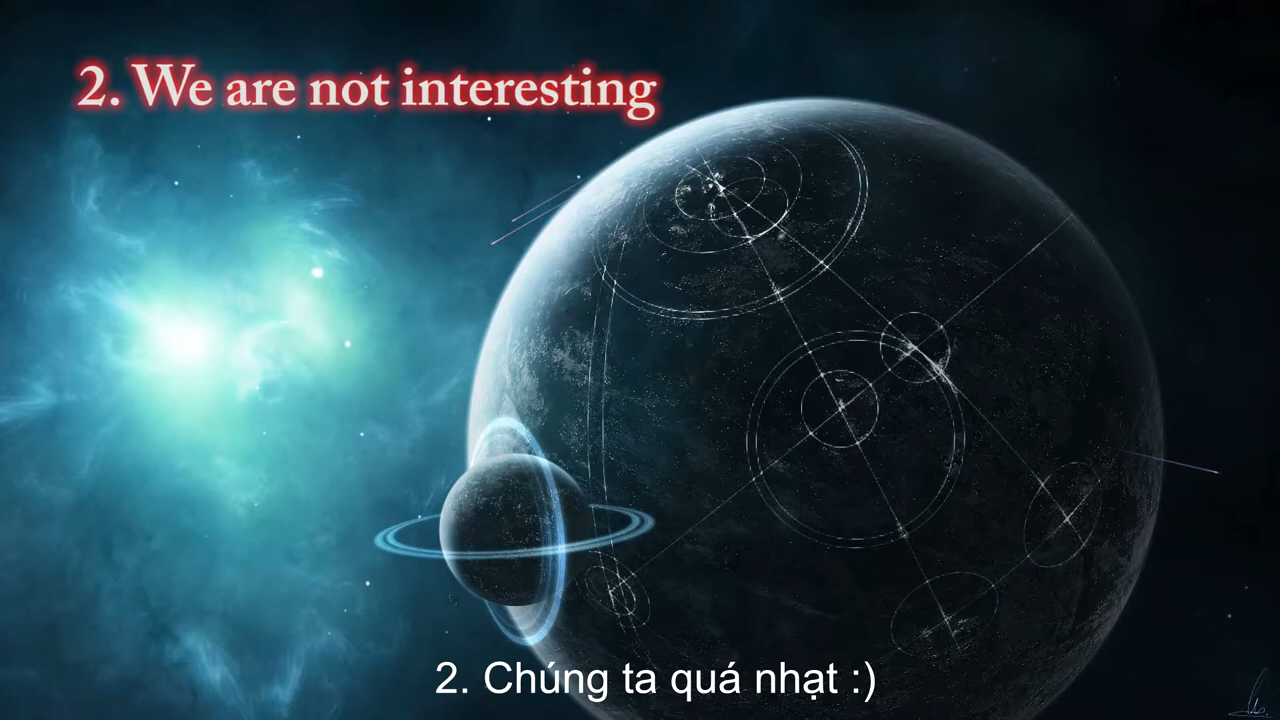 2. We are not interesting
2. Chúng ta quá nhạt :)